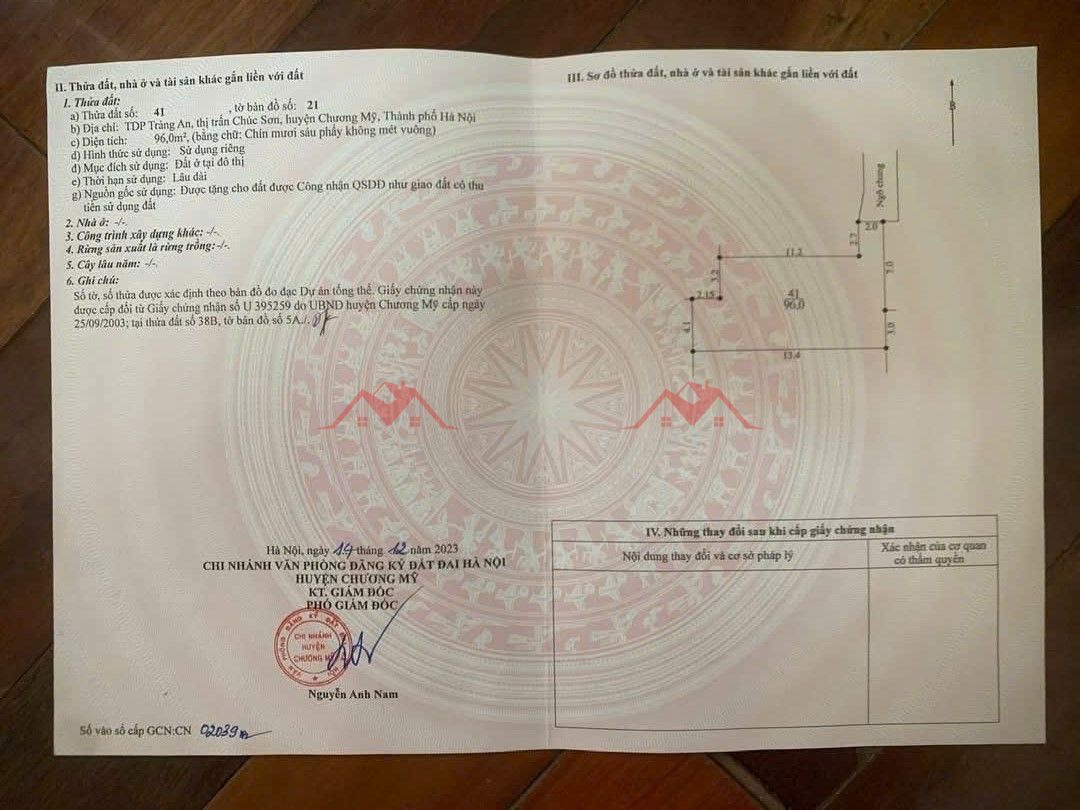 II. Thửa đất, nhà ở và tài sản khác gắn liền với đất
1. Thửa đất:
a) Thửa đất số: 41 , tờ bản đồ số: 21
b) Địa chỉ: TDP Tràng An, thị trấn Chúc Sơn, huyện Chương Mỹ, Thành phố Hà Nội
c) Diện tích: 96,0m², (bằng chữ: Chín mươi sáu phẩy không mét vuông)
d) Hình thức sử dụng: Sử dụng riêng
đ) Mục đích sử dụng: Đất ở tại đô thị
e) Thời hạn sử dụng: Lâu dài
g) Nguồn gốc sử dụng: Được tặng cho đất được Công nhận QSDĐ như giao đất có thu
tiền sử dụng đất
2. Nhà ở: -/-.
3. Công trình xây dựng khác: -/-.
4. Rừng sản xuất là rừng trồng: -/-.
5. Cây lâu năm: -/-.
6. Ghi chú:
Số tờ, số thửa được xác định theo bản đồ đo đạc Dự án tổng thể. Giấy chứng nhận này
được cấp đổi từ Giấy chứng nhận số U 395259 do UBND huyện Chương Mỹ cấp ngày
25/09/2003; tại thửa đất số 38B, tờ bản đồ số 5A./.
Hà Nội, ngày 19 tháng 12 năm 2023
CHI NHÁNH VĂN PHÒNG ĐĂNG KÝ ĐẤT ĐAI HÀ NỘI
HUYỆN CHƯƠNG MỸ
KT. GIÁM ĐỐC
PHÓ GIÁM ĐỐC
VĂN PHÒNG ĐĂNG KÝ ĐẤT
CHI NHÁNH
HUYỆN
CHƯƠNG MỸ
Nguyễn Anh Nam
Số vào sổ cấp GCN:CN 02039
III. Sơ đồ thửa đất, nhà ở và tài sản khác gắn liền với đất
B
Ngõ chung
2.0
2.7
11.2
7.0
3.2
2.15
41
96,0
4.1
3.0
13.4
IV. Những thay đổi sau khi cấp giấy chứng nhận
Nội dung thay đổi và cơ sở pháp lý
Xác nhận của cơ quan
có thẩm quyền